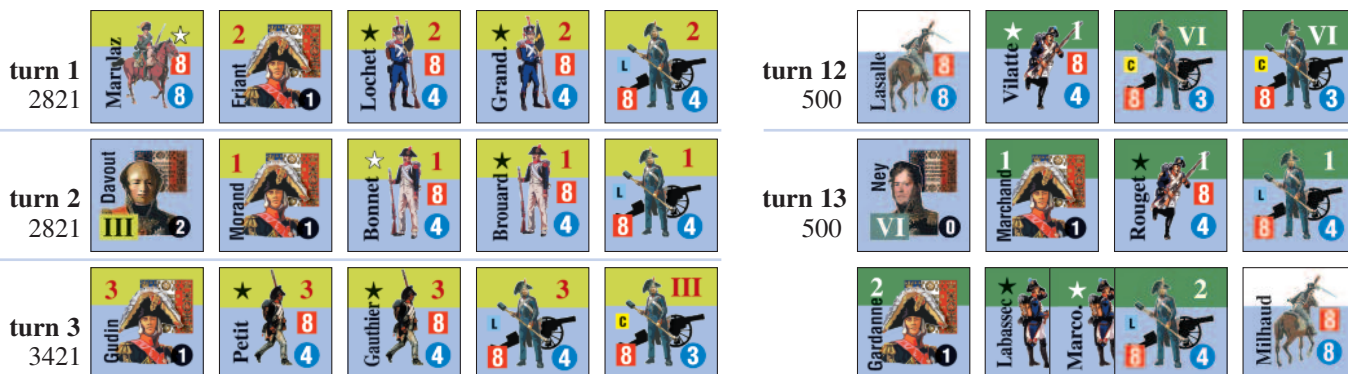 turn 1
2821
Marulaz 8 8
2 Friant 1
Lochet 2 8 4
Grand. 2 8 4
2 L 8 4
turn 2
2821
Davout III 2
1 Morand 1
Bonnet 1 8 4
Brouard 1 8 4
1 L 8 4
turn 3
3421
3 Gudin 1
Petit 3 8 4
Gauthier 3 8 4
3 L 8 4
III C 8 3
turn 12
500
Lasalle 8 8
Vilatte 1 8 4
VI C 8 3
VI C 8 3
turn 13
500
Ney VI 0
1 Marchand 1
Rouget 1 8 4
1 L 8 4
2 Gardanne 1
Labassec
Marco.
2 L 8 4
Milhaud 8 8